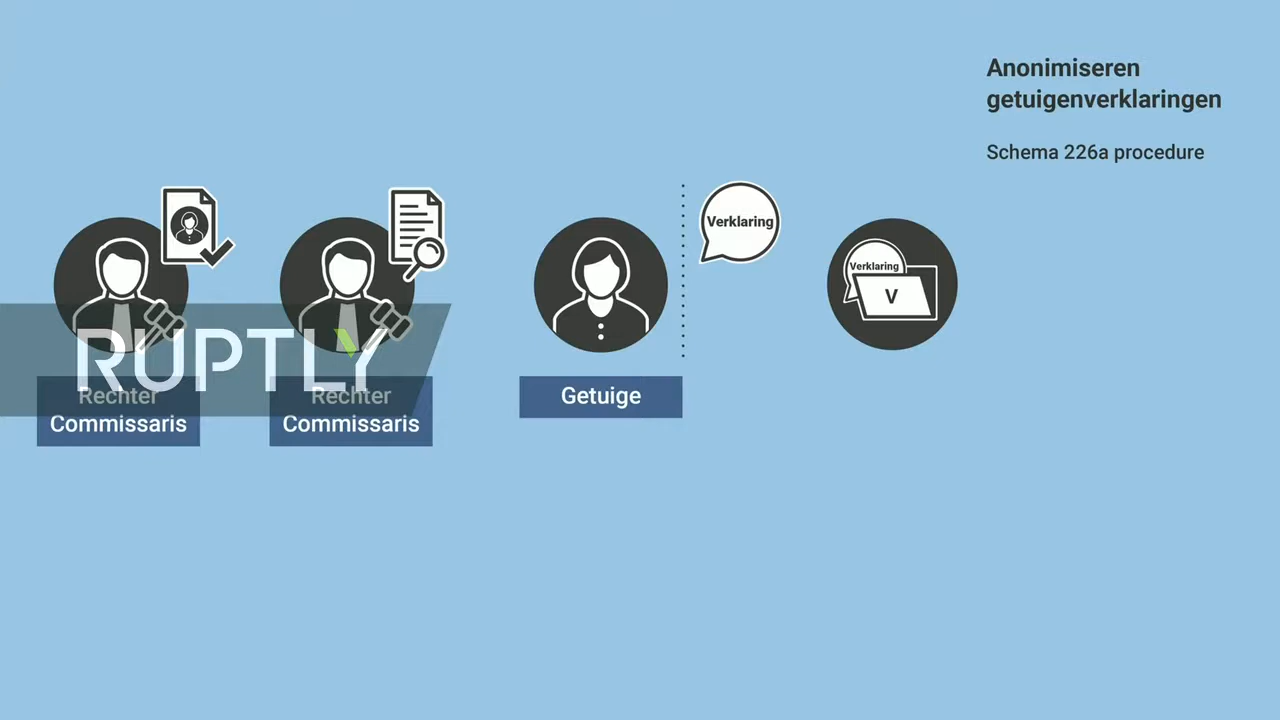 Anonimiseren
getuigenverklaringen
Schema 226a procedure
Verklaring
Verklaring
V
RUPTLY
Rechter
Commissaris
Rechter
Commissaris
Getuige